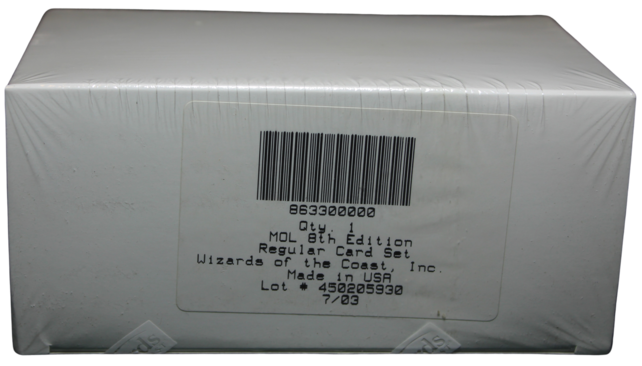 863300000
Qty. 1
MOL 8th Edition
Regular Card Set
Wizards of the Coast, Inc.
Made in USA
Lot # 450205930
7/03